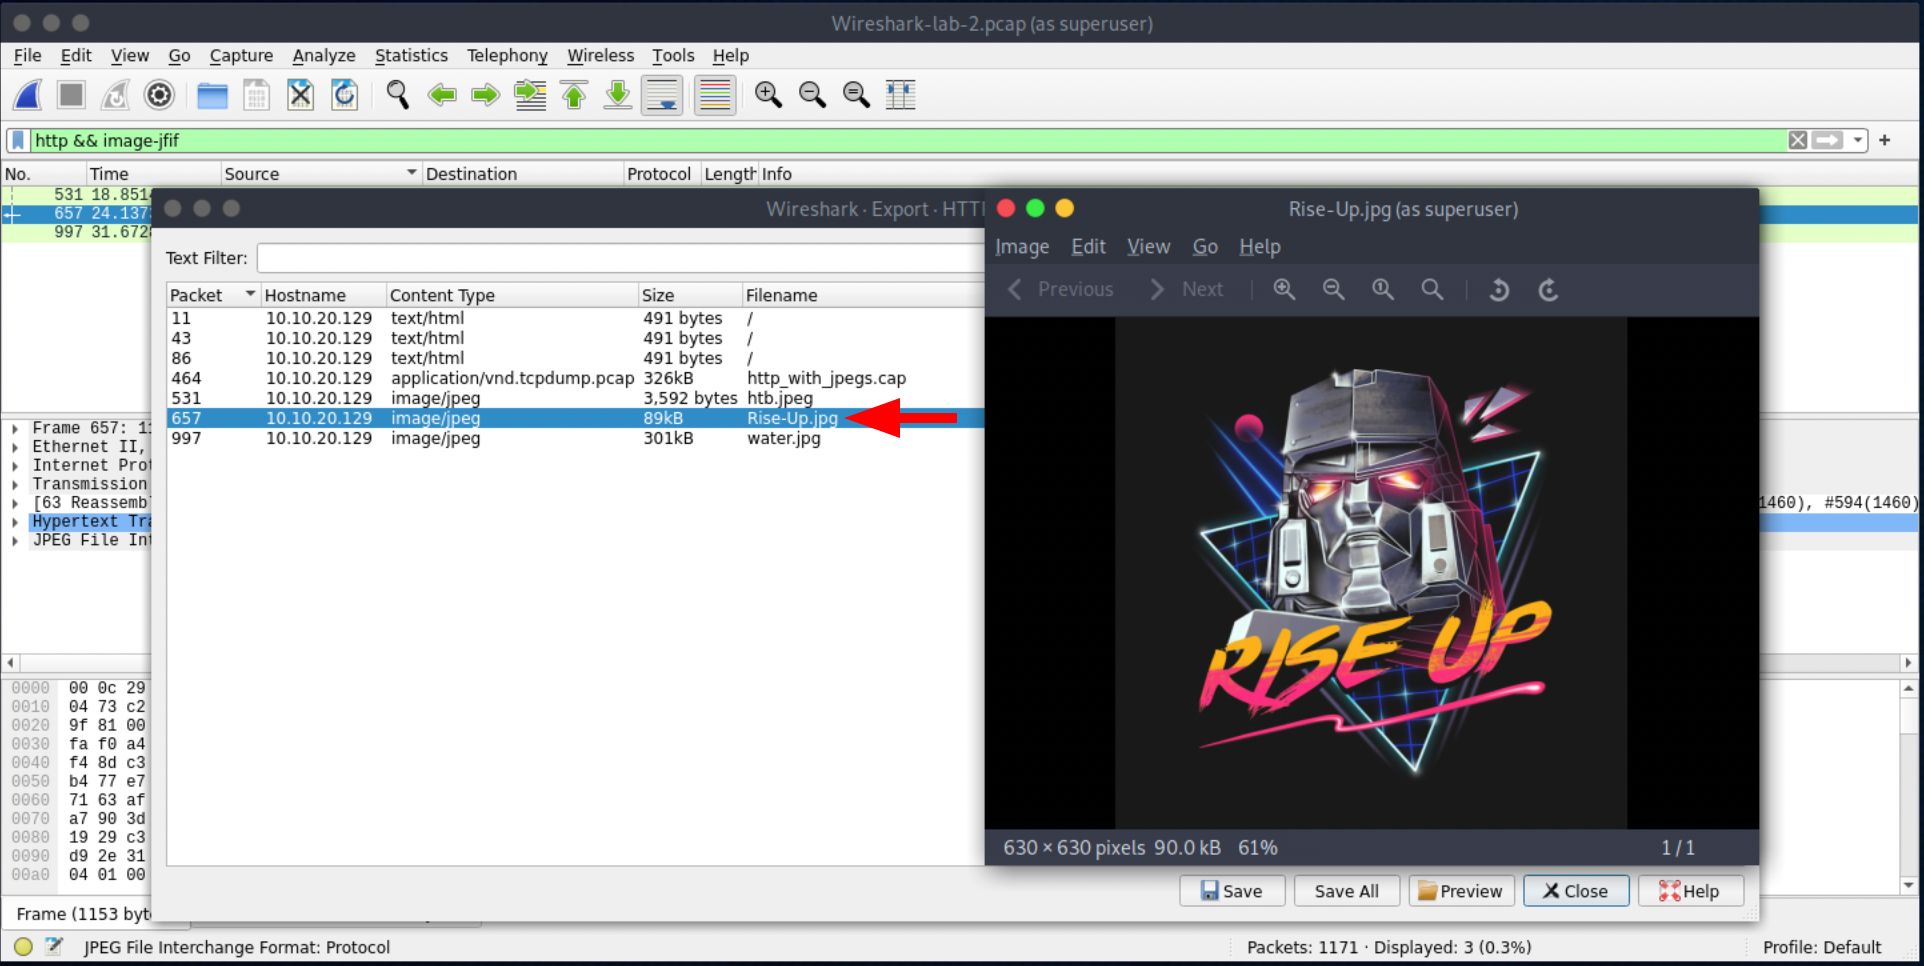 Wireshark-lab-2.pcap (as superuser)
File Edit View Go Capture Analyze Statistics Telephony Wireless Tools Help
http && image-jfif
No. Time Source Destination Protocol Length Info
531 18.851
657 24.137
997 31.672
Wireshark · Export · HTT
Text Filter:
Packet Hostname Content Type Size Filename
11 10.10.20.129 text/html 491 bytes /
43 10.10.20.129 text/html 491 bytes /
86 10.10.20.129 text/html 491 bytes /
464 10.10.20.129 application/vnd.tcpdump.pcap 326kB http_with_jpegs.cap
531 10.10.20.129 image/jpeg 3,592 bytes htb.jpeg
657 10.10.20.129 image/jpeg 89kB Rise-Up.jpg
997 10.10.20.129 image/jpeg 301kB water.jpg
Rise-Up.jpg (as superuser)
Image Edit View Go Help
Previous Next
RISE UP
630 × 630 pixels 90.0 kB 61% 1 / 1
Save Save All Preview Close Help
Frame 657: 11
Ethernet II,
Internet Prot
Transmission
[63 Reassembl
1460), #594(1460)
Hypertext Tra
JPEG File Int
0000 00 0c 29
0010 04 73 c2
0020 9f 81 00
0030 fa f0 a4
0040 f4 8d c3
0050 b4 77 e7
0060 71 63 af
0070 a7 90 3d
0080 19 29 c3
0090 d9 2e 31
00a0 04 01 00
Frame (1153 byt
JPEG File Interchange Format: Protocol Packets: 1171 · Displayed: 3 (0.3%) Profile: Default